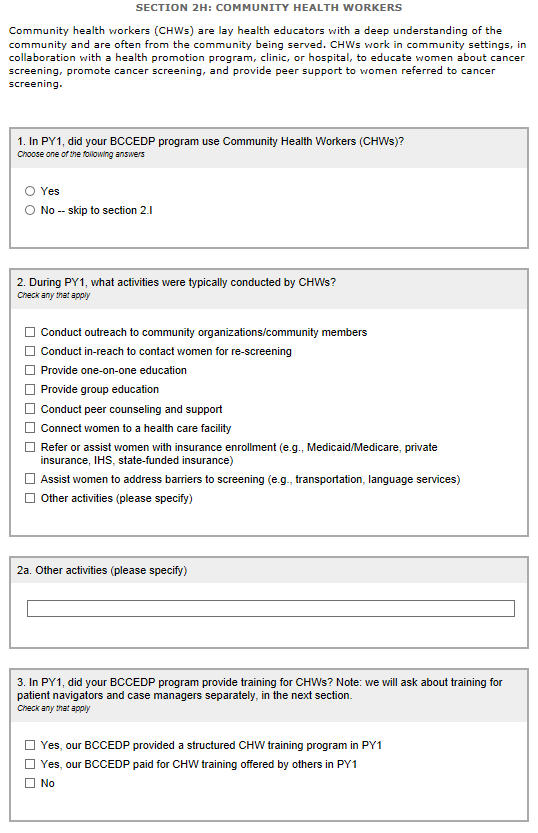 SECTION 2H: COMMUNITY HEALTH WORKERS
Community health workers (CHWs) are lay health educators with a deep understanding of the
community and are often from the community being served. CHWs work in community settings, in
collaboration with a health promotion program, clinic, or hospital, to educate women about cancer
screening, promote cancer screening, and provide peer support to women referred to cancer
screening.
1. In PY1, did your BCCEDP program use Community Health Workers (CHWs)?
Choose one of the following answers
Yes
No -- skip to section 2.I
2. During PY1, what activities were typically conducted by CHWs?
Check any that apply
Conduct outreach to community organizations/community members
Conduct in-reach to contact women for re-screening
Provide one-on-one education
Provide group education
Conduct peer counseling and support
Connect women to a health care facility
Refer or assist women with insurance enrollment (e.g., Medicaid/Medicare, private
insurance, IHS, state-funded insurance)
Assist women to address barriers to screening (e.g., transportation, language services)
Other activities (please specify)
2a. Other activities (please specify)
3. In PY1, did your BCCEDP program provide training for CHWs? Note: we will ask about training for
patient navigators and case managers separately, in the next section.
Check any that apply
Yes, our BCCEDP provided a structured CHW training program in PY1
Yes, our BCCEDP paid for CHW training offered by others in PY1
No